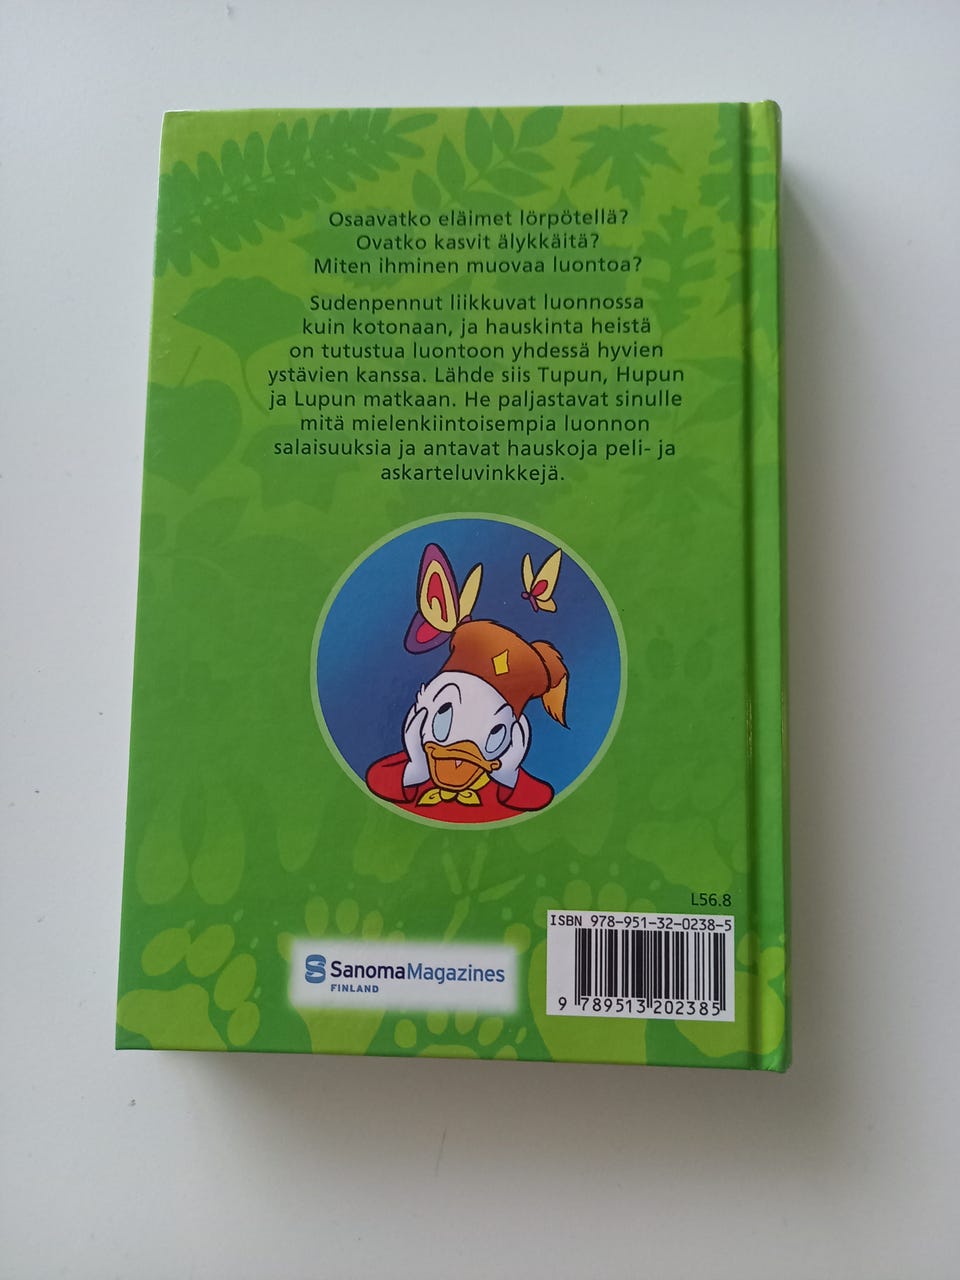 Osaavatko eläimet lörpötellä?
Ovatko kasvit älykkäitä?
Miten ihminen muovaa luontoa?
Sudenpennut liikkuvat luonnossa
kuin kotonaan, ja hauskinta heistä
on tutustua luontoon yhdessä hyvien
ystävien kanssa. Lähde siis Tupun, Hupun
ja Lupun matkaan. He paljastavat sinulle
mitä mielenkiintoisempia luonnon
salaisuuksia ja antavat hauskoja peli- ja
askarteluvinkkejä.
L56.8
ISBN 978-951-32-0238-5
SanomaMagazines
FINLAND
9 789513 202385